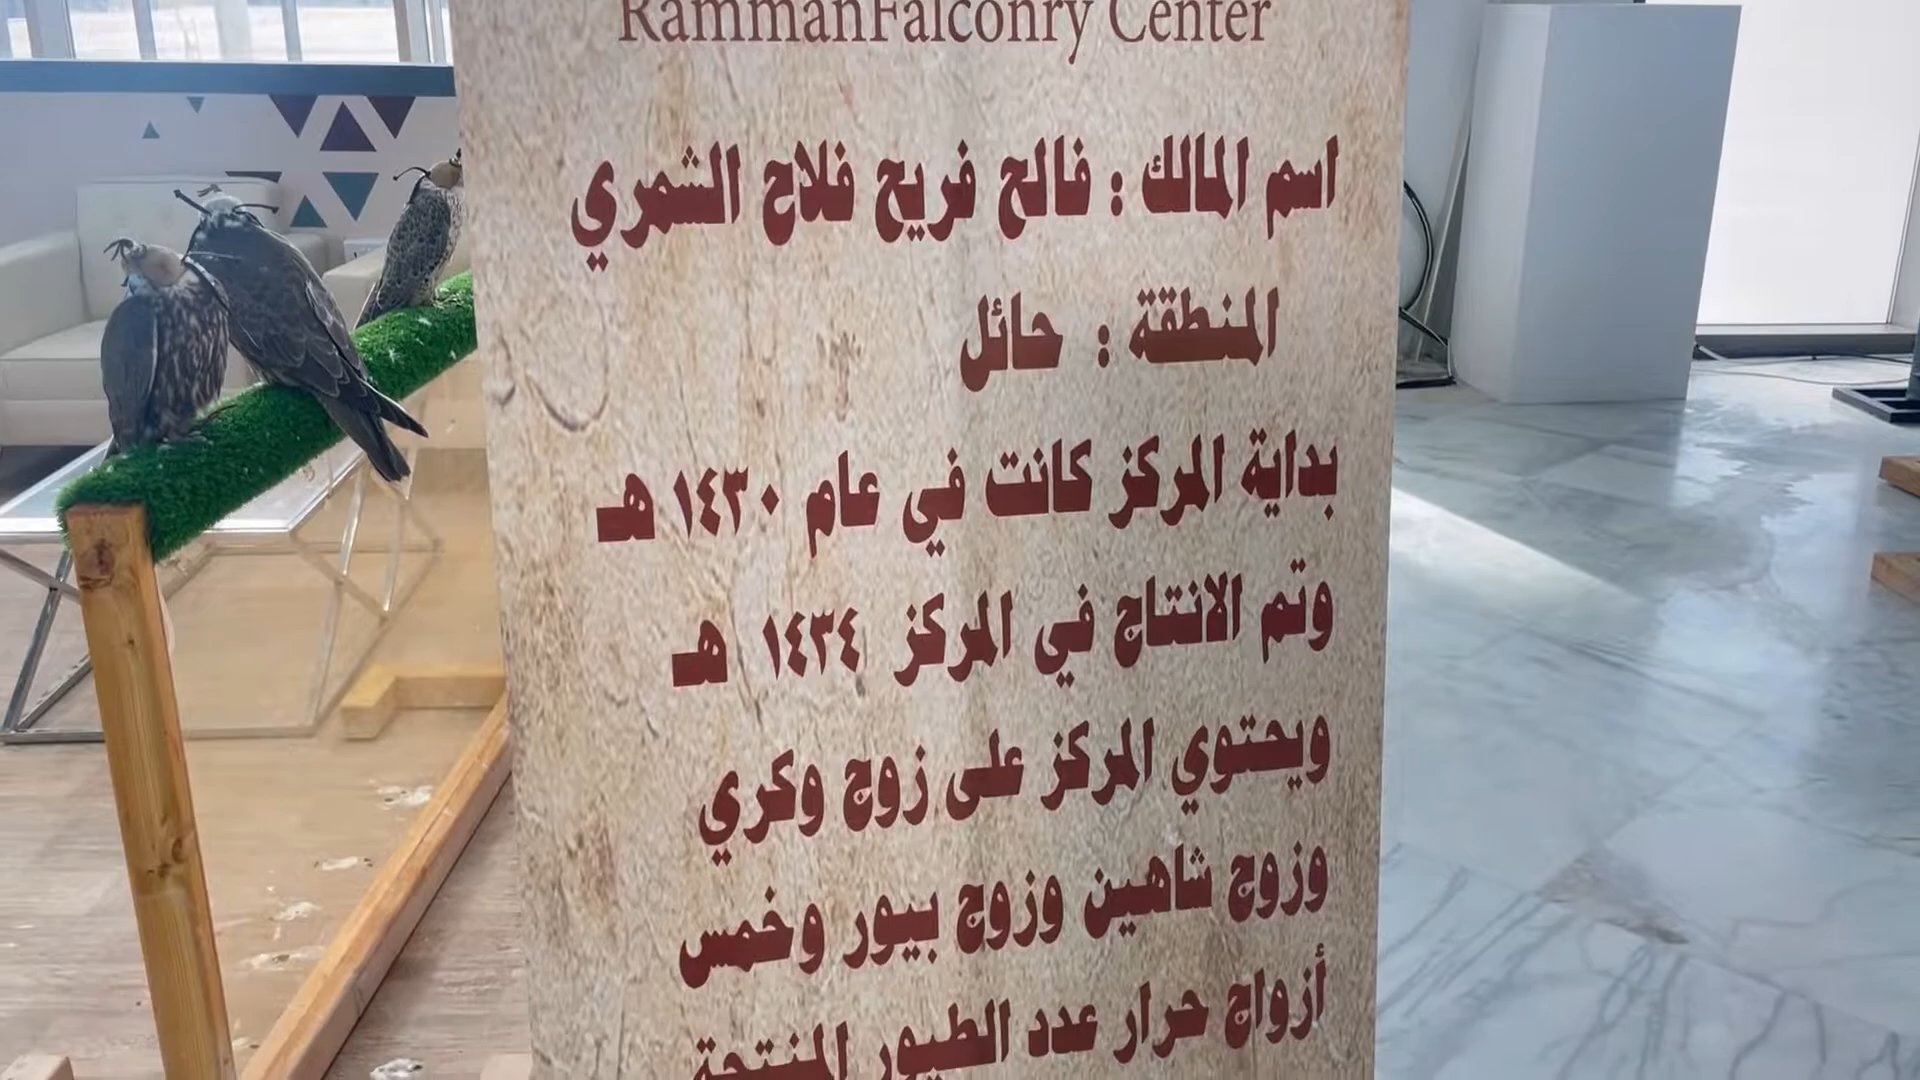 RammanFalconry Center
اسم المالك : فالح فريح فلاح الشمري
المنطقة : حائل
بداية المركز كانت في عام ١٤٣٠ هـ
وتم الانتاج في المركز ١٤٣٤ هـ
ويحتوي المركز على زوج وكري
وزوج شاهين وزوج بيور وخمس
أزواج حرار عدد الطيور المنتجة